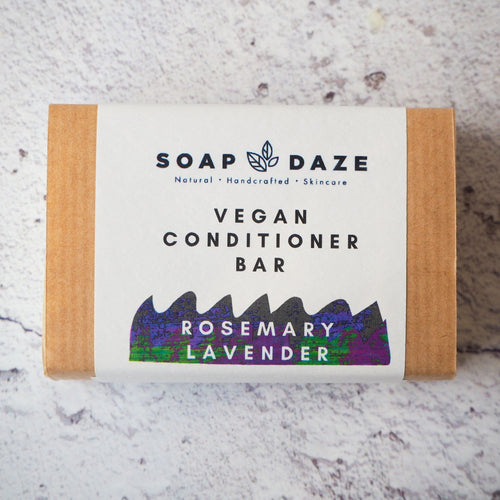 SOAP DAZE
Natural • Handcrafted • Skincare
VEGAN
CONDITIONER
BAR
ROSEMARY
LAVENDER